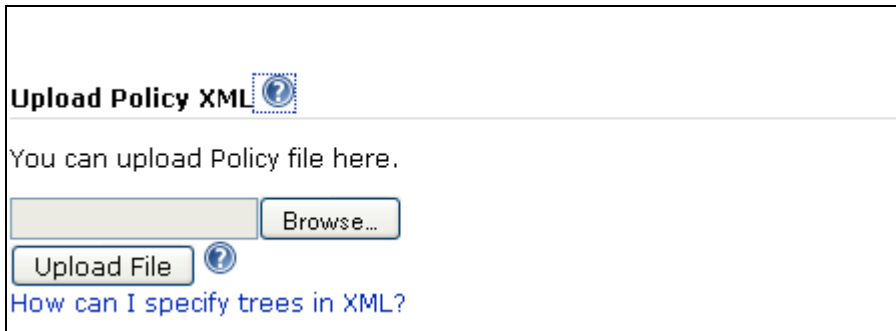 Upload Policy XML
You can upload Policy file here.
Browse...
Upload File
How can I specify trees in XML?